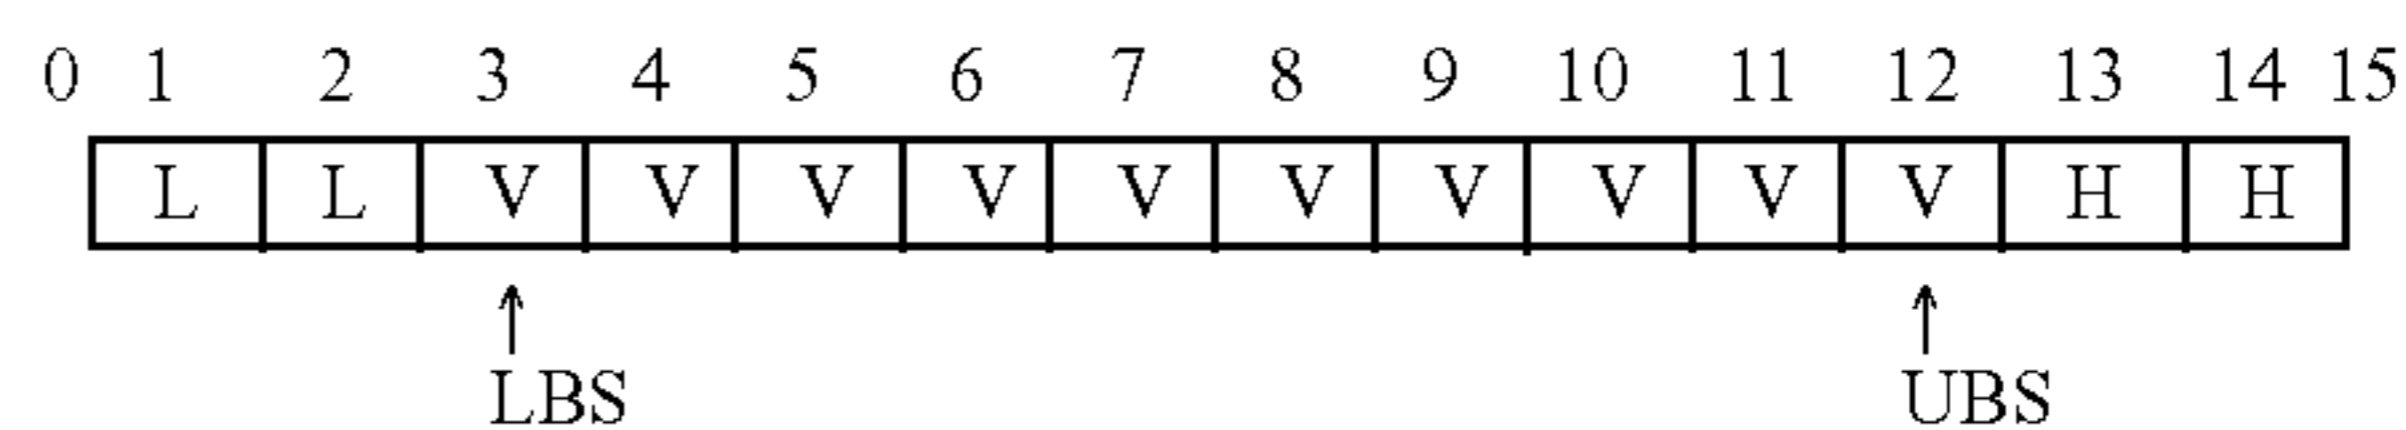 0 1 2 3 4 5 6 7 8 9 10 11 12 13 14 15
L L V V V V V V V V V V H H
LBS UBS